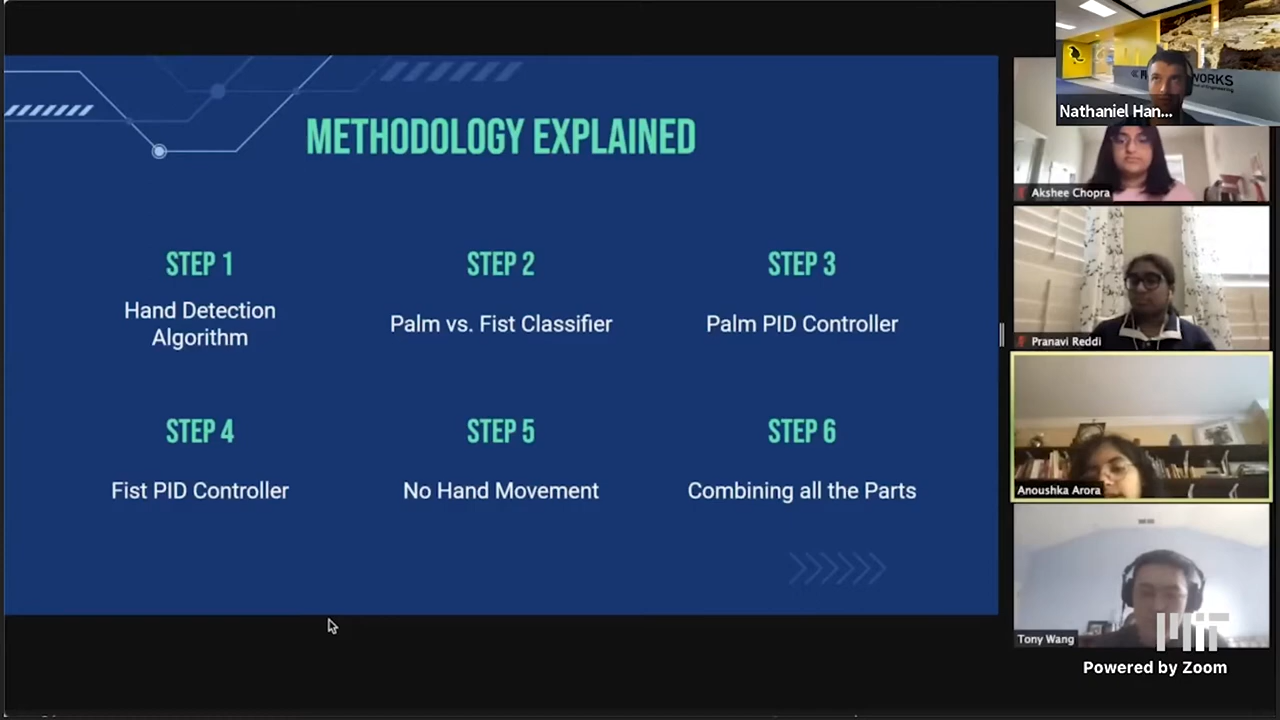 METHODOLOGY EXPLAINED
STEP 1
Hand Detection
Algorithm
STEP 2
Palm vs. Fist Classifier
STEP 3
Palm PID Controller
STEP 4
Fist PID Controller
STEP 5
No Hand Movement
STEP 6
Combining all the Parts
WORKS
Nathaniel Han...
Akshee Chopra
Pranavi Reddi
Anoushka Arora
Tony Wang
MIT
Powered by Zoom